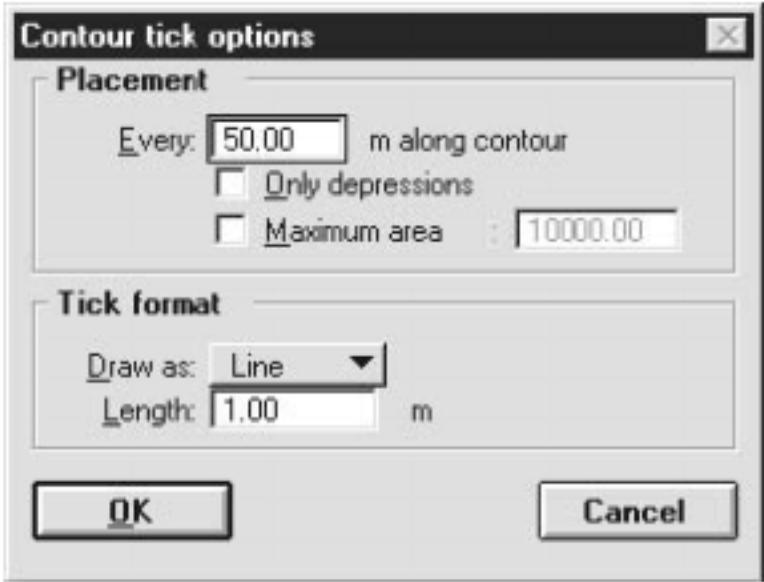 Contour tick options
Placement
Every: 50.00 m along contour
Only depressions
Maximum area : 10000.00
Tick format
Draw as: Line
Length: 1.00 m
OK Cancel